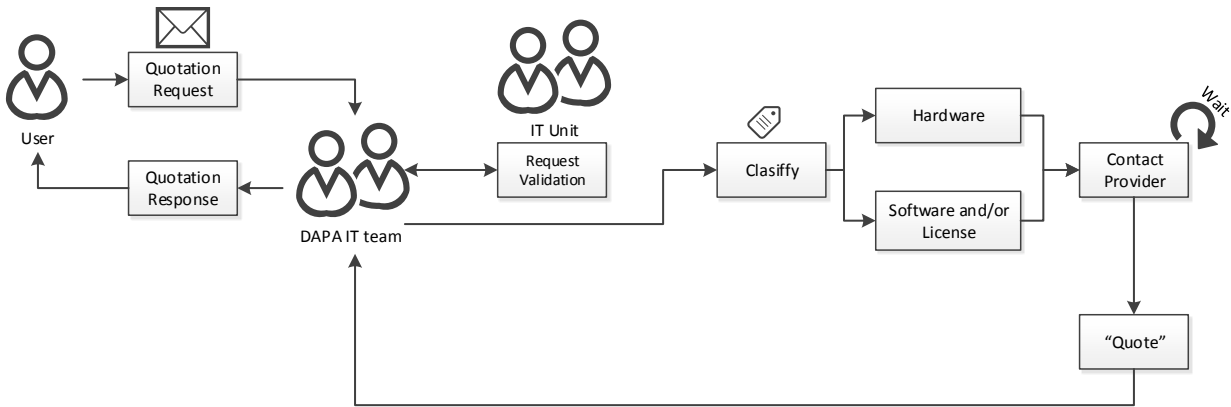 User
Quotation
Request
Quotation
Response
DAPA IT team
IT Unit
Request
Validation
Clasiffy
Hardware
Software and/or
License
Contact
Provider
Wait
“Quote”